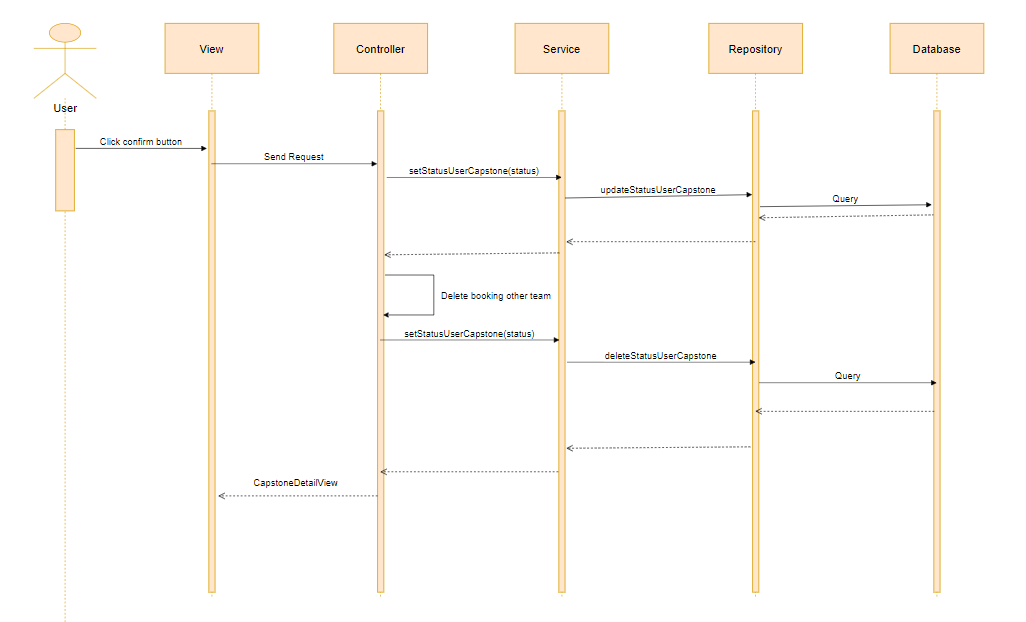 View
Controller
Service
Repository
Database
User
Click confirm button
Send Request
setStatusUserCapstone(status)
updateStatusUserCapstone
Query
Delete booking other team
setStatusUserCapstone(status)
deleteStatusUserCapstone
Query
CapstoneDetailView